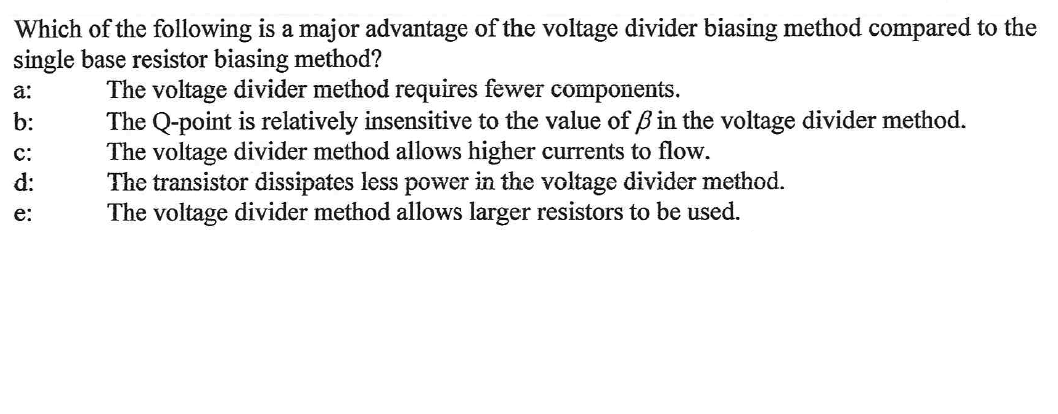 Which of the following is a major advantage of the voltage divider biasing method compared to the
single base resistor biasing method?
a: The voltage divider method requires fewer components.
b: The Q-point is relatively insensitive to the value of β in the voltage divider method.
c: The voltage divider method allows higher currents to flow.
d: The transistor dissipates less power in the voltage divider method.
e: The voltage divider method allows larger resistors to be used.